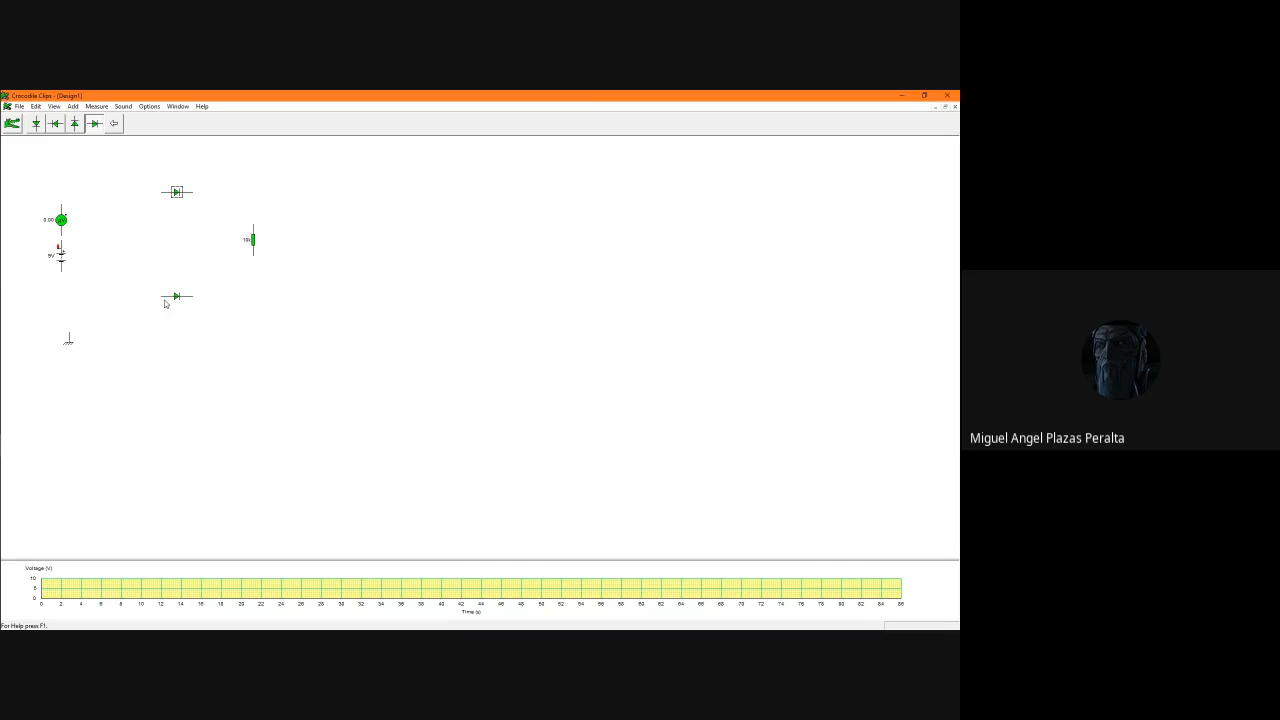 Crocodile Clips - [Design1]
File Edit View Add Measure Sound Options Window Help
0.00
9V
10k
Miguel Angel Plazas Peralta
Voltage (V)
10
5
0
0 2 4 6 8 10 12 14 16 18 20 22 24 26 28 30 32 34 36 38 40 42 44 46 48 50 52 54 56 58 60 62 64 66 68 70 72 74 76 78 80 82 84 86
Time (s)
For Help press F1.